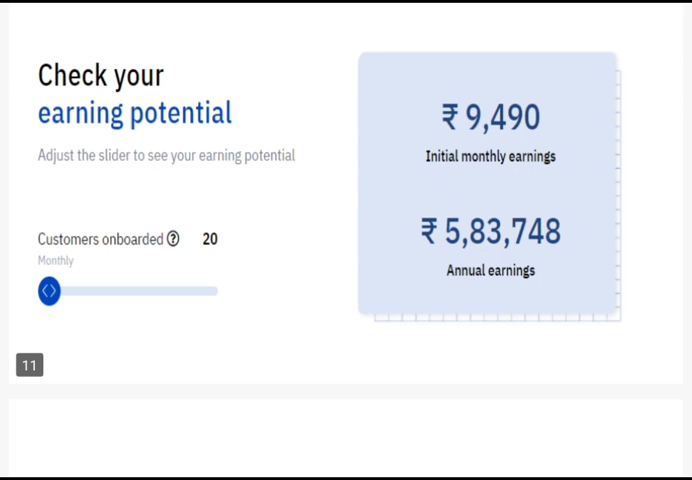 Check your
earning potential
Adjust the slider to see your earning potential
Customers onboarded ? 20
Monthly
₹ 9,490
Initial monthly earnings
₹ 5,83,748
Annual earnings
11